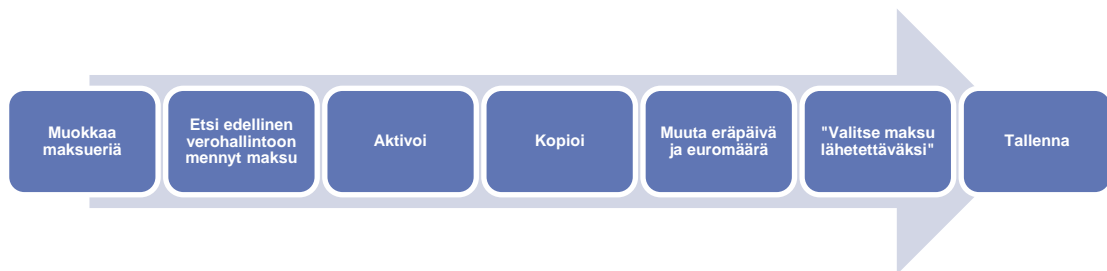 Muokkaa
maksueriä
Etsi edellinen
verohallintoon
mennyt maksu
Aktivoi
Kopioi
Muuta eräpäivä
ja euromäärä
"Valitse maksu
lähetettäväksi"
Tallenna